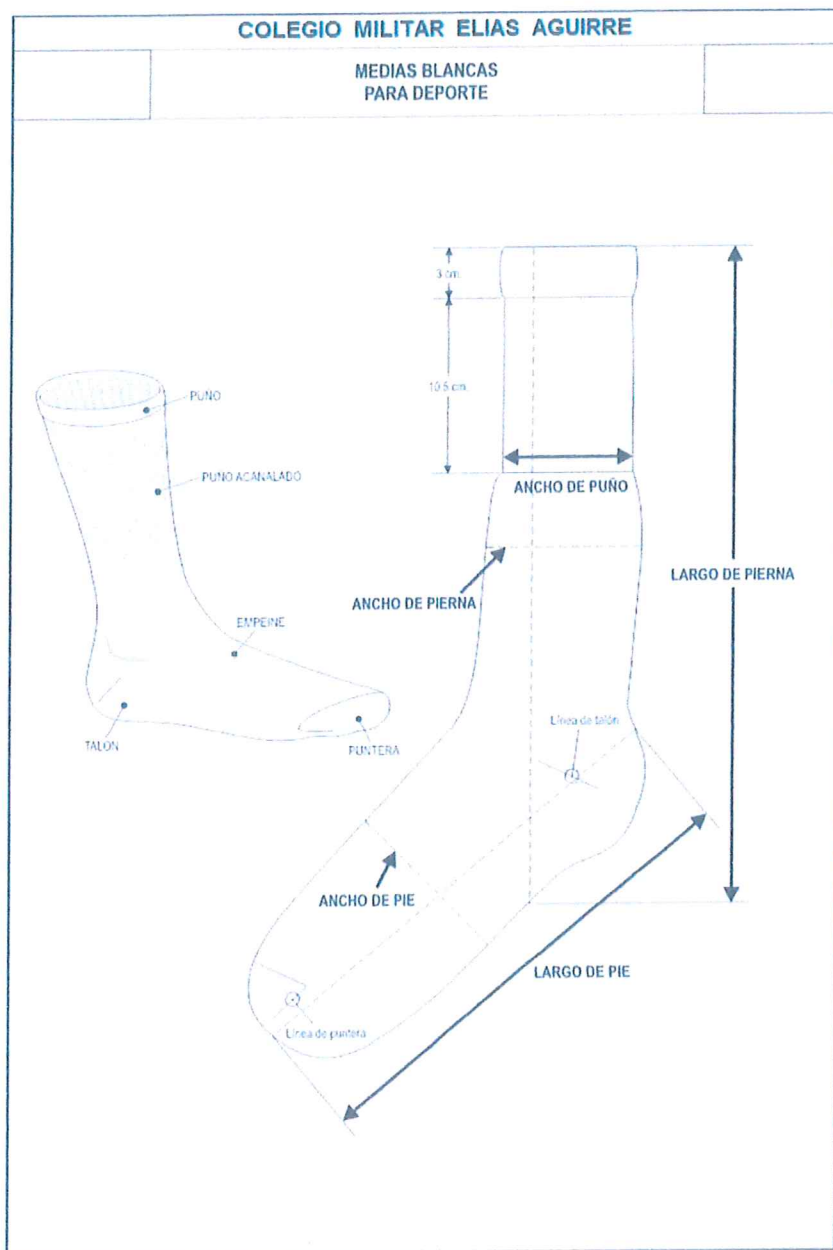 COLEGIO MILITAR ELIAS AGUIRRE
MEDIAS BLANCAS
PARA DEPORTE
3 cm.
10.5 cm.
PUÑO
PUÑO ACANALADO
EMPEINE
TALON
PUNTERA
ANCHO DE PUÑO
ANCHO DE PIERNA
LARGO DE PIERNA
Línea de talón
ANCHO DE PIE
LARGO DE PIE
Línea de puntera